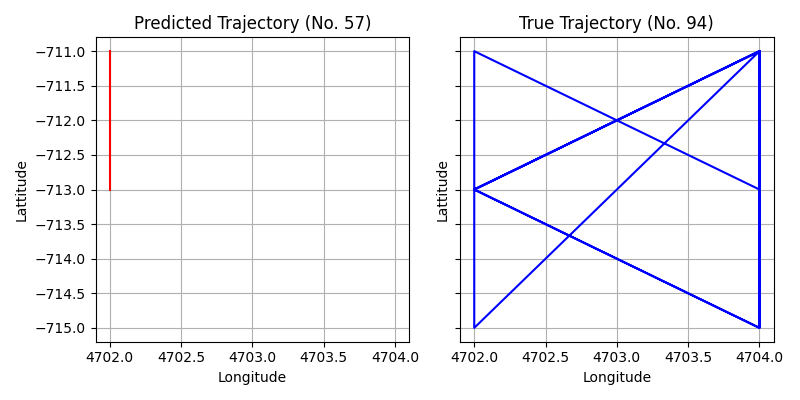 Predicted Trajectory (No. 57)
True Trajectory (No. 94)
−711.0
−711.5
−712.0
−712.5
−713.0
−713.5
−714.0
−714.5
−715.0
Lattitude
Lattitude
4702.0 4702.5 4703.0 4703.5 4704.0
4702.0 4702.5 4703.0 4703.5 4704.0
Longitude
Longitude